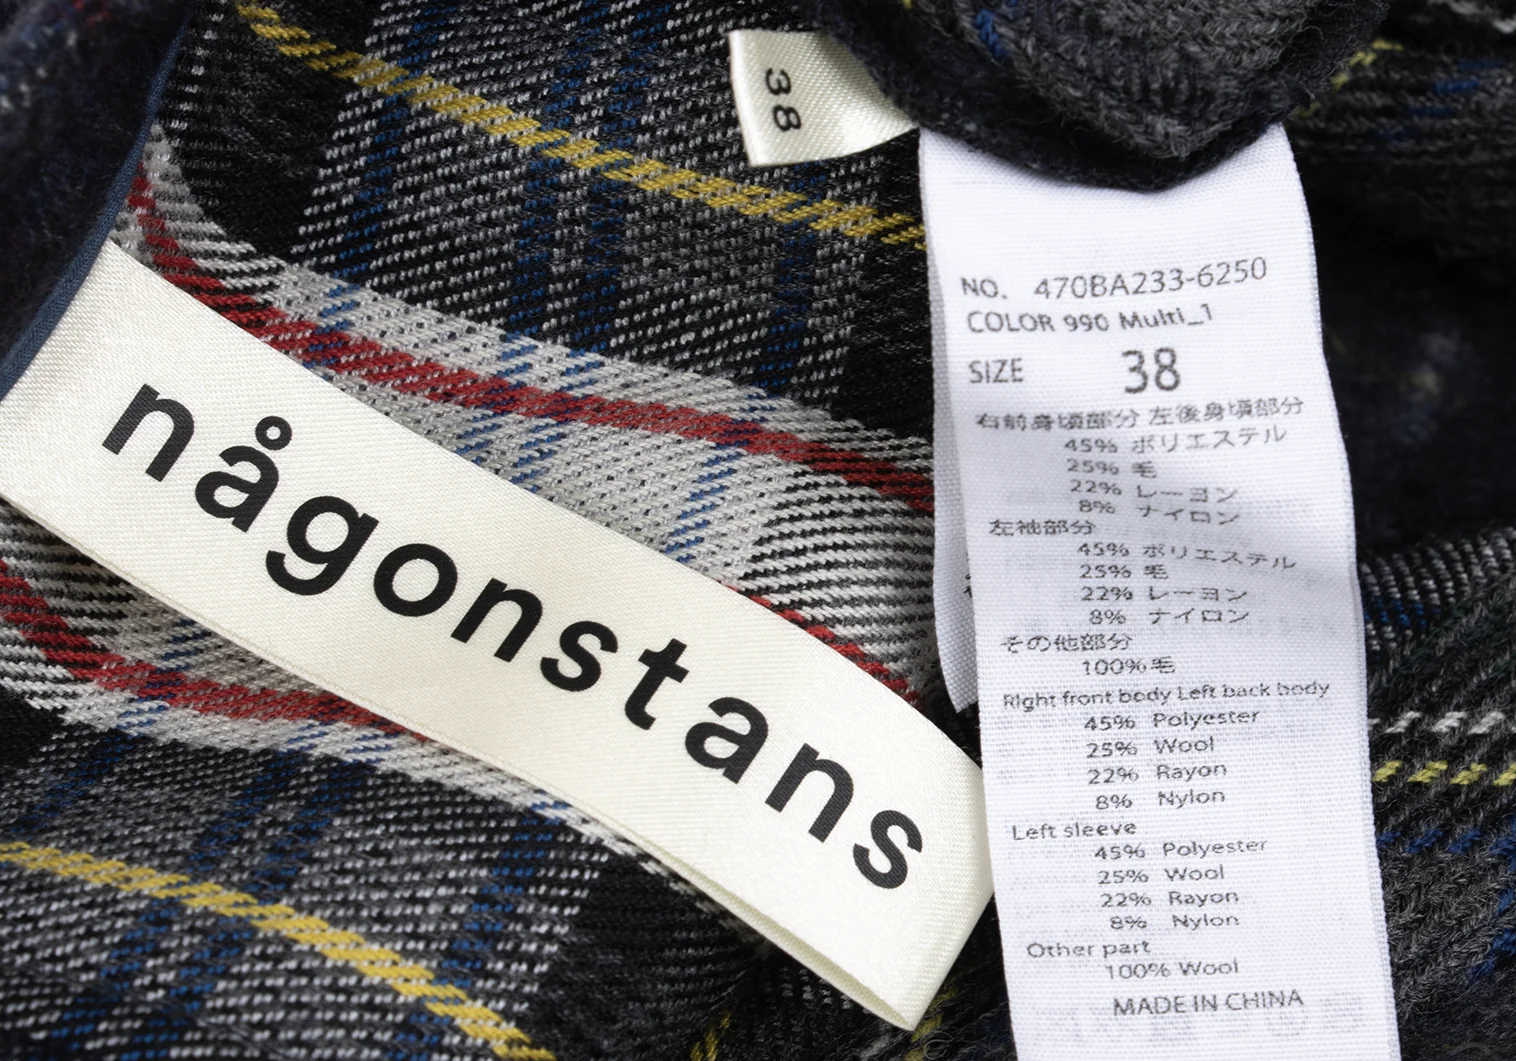 38
någonstans
NO. 470BA233-6250
COLOR 990 Multi_1
SIZE 38
右前身頃部分 左後身頃部分
45% ポリエステル
25% 毛
22% レーヨン
8% ナイロン
左袖部分
45% ポリエステル
25% 毛
22% レーヨン
8% ナイロン
その他部分
100% 毛
Right front body Left back body
45% Polyester
25% Wool
22% Rayon
8% Nylon
Left sleeve
45% Polyester
25% Wool
22% Rayon
8% Nylon
Other part
100% Wool
MADE IN CHINA